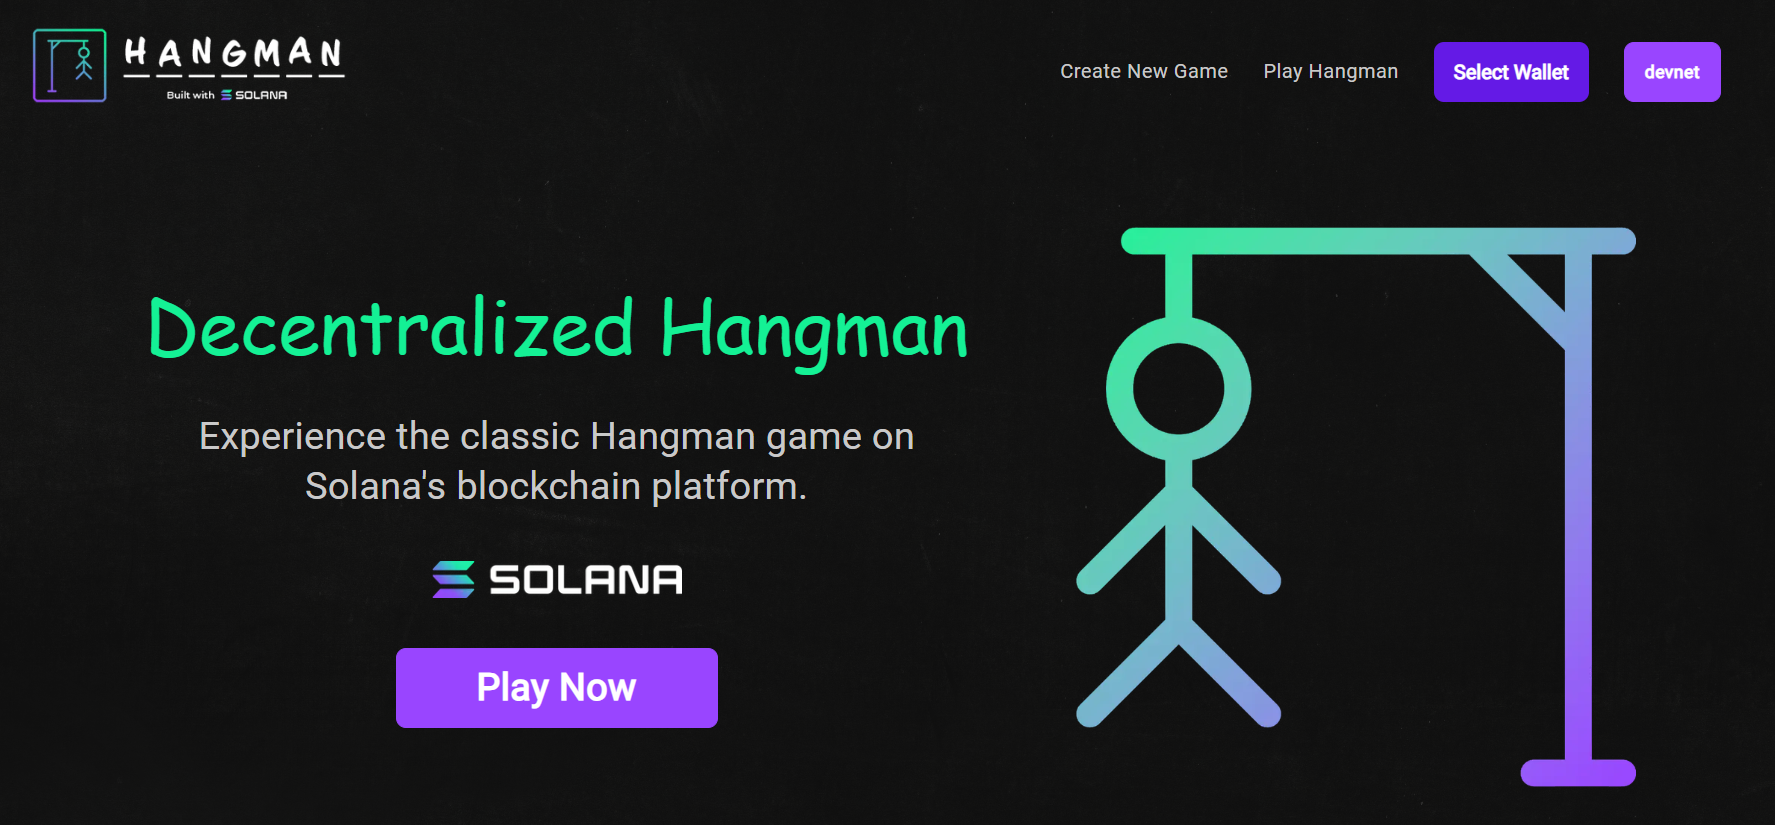 HANGMAN
Built with SOLANA
Create New Game
Play Hangman
Select Wallet
devnet
Decentralized Hangman
Experience the classic Hangman game on
Solana's blockchain platform.
SOLANA
Play Now